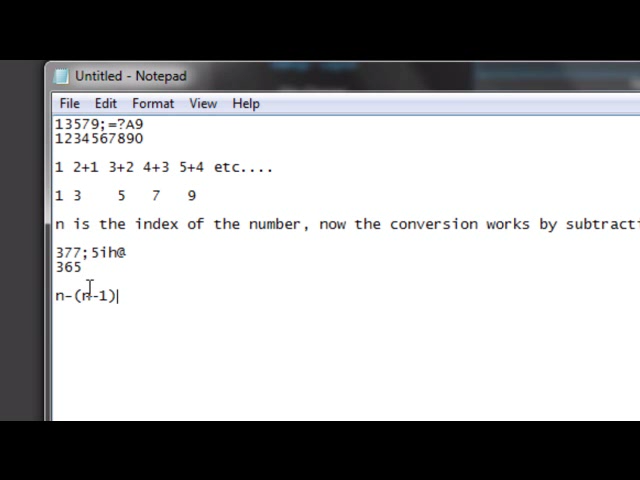 Untitled - Notepad
File Edit Format View Help
13579;=?A9
1234567890
1 2+1 3+2 4+3 5+4 etc....
1 3 5 7 9
n is the index of the number, now the conversion works by
377;5ih@
365
n-(n-1)